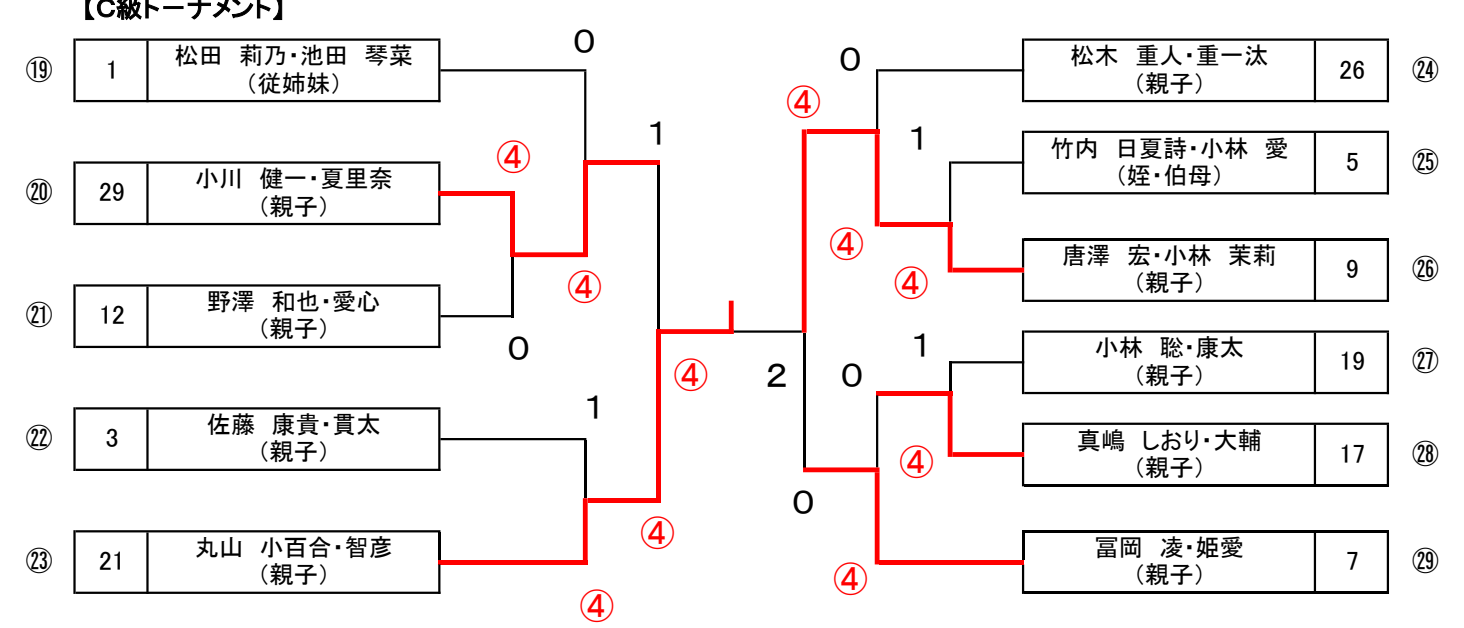 【C級トーナメント】
⑲ 1 松田 莉乃・池田 琴菜
(従姉妹)
⑳ 29 小川 健一・夏里奈
(親子)
㉑ 12 野澤 和也・愛心
(親子)
㉒ 3 佐藤 康貴・貫太
(親子)
㉓ 21 丸山 小百合・智彦
(親子)
0
④
1
④
0
1
④
④
④
2
0
④
1
④
④
1
0
④
0
④
松木 重人・重一汰 26 ㉔
(親子)
竹内 日夏詩・小林 愛 5 ㉕
(姪・伯母)
唐澤 宏・小林 茉莉 9 ㉖
(親子)
小林 聡・康太 19 ㉗
(親子)
真嶋 しおり・大輔 17 ㉘
(親子)
冨岡 凌・姫愛 7 ㉙
(親子)